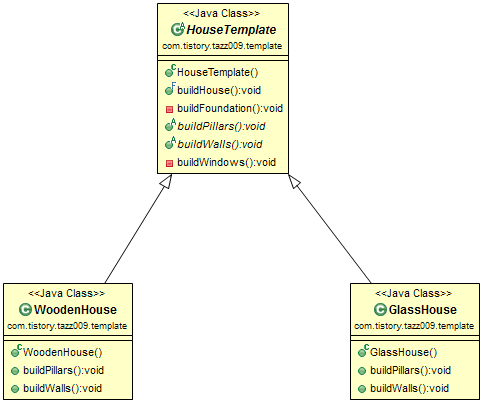 <<Java Class>>
HouseTemplate
com.tistory.tazz009.template
HouseTemplate()
buildHouse():void
buildFoundation():void
buildPillars():void
buildWalls():void
buildWindows():void
<<Java Class>>
WoodenHouse
com.tistory.tazz009.template
WoodenHouse()
buildPillars():void
buildWalls():void
<<Java Class>>
GlassHouse
com.tistory.tazz009.template
GlassHouse()
buildPillars():void
buildWalls():void